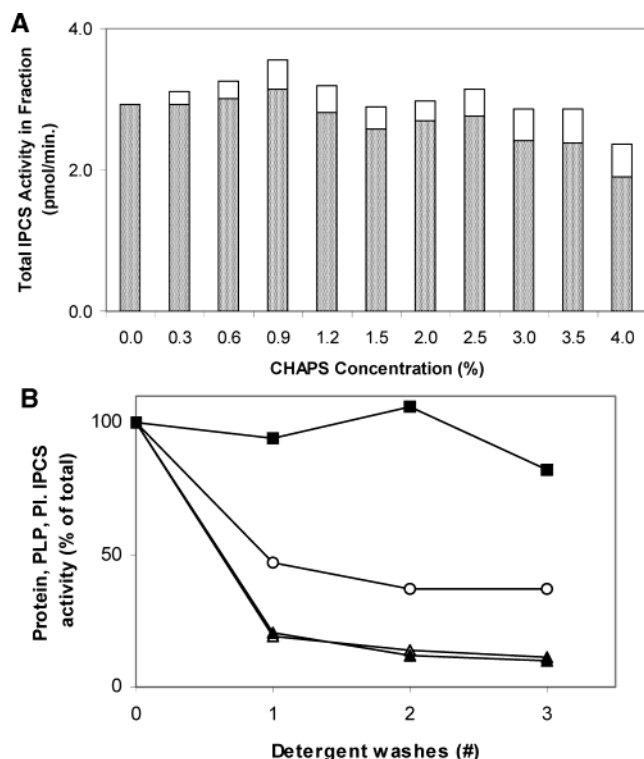 A
Total IPCS Activity in Fraction
(pmol/min.)
4.0
2.0
0.0
0.0 0.3 0.6 0.9 1.2 1.5 2.0 2.5 3.0 3.5 4.0
CHAPS Concentration (%)
B
Protein, PLP, PI. IPCS
activity (% of total)
100
50
0
0 1 2 3
Detergent washes (#)